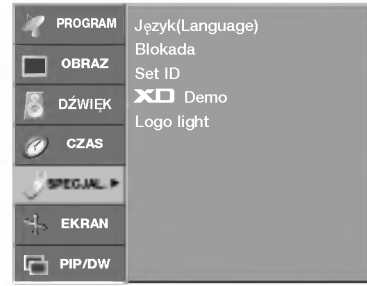 PROGRAM
OBRAZ
DŹWIĘK
CZAS
SPECJAL. ►
EKRAN
PIP/DW
Język(Language)
Blokada
Set ID
XD Demo
Logo light